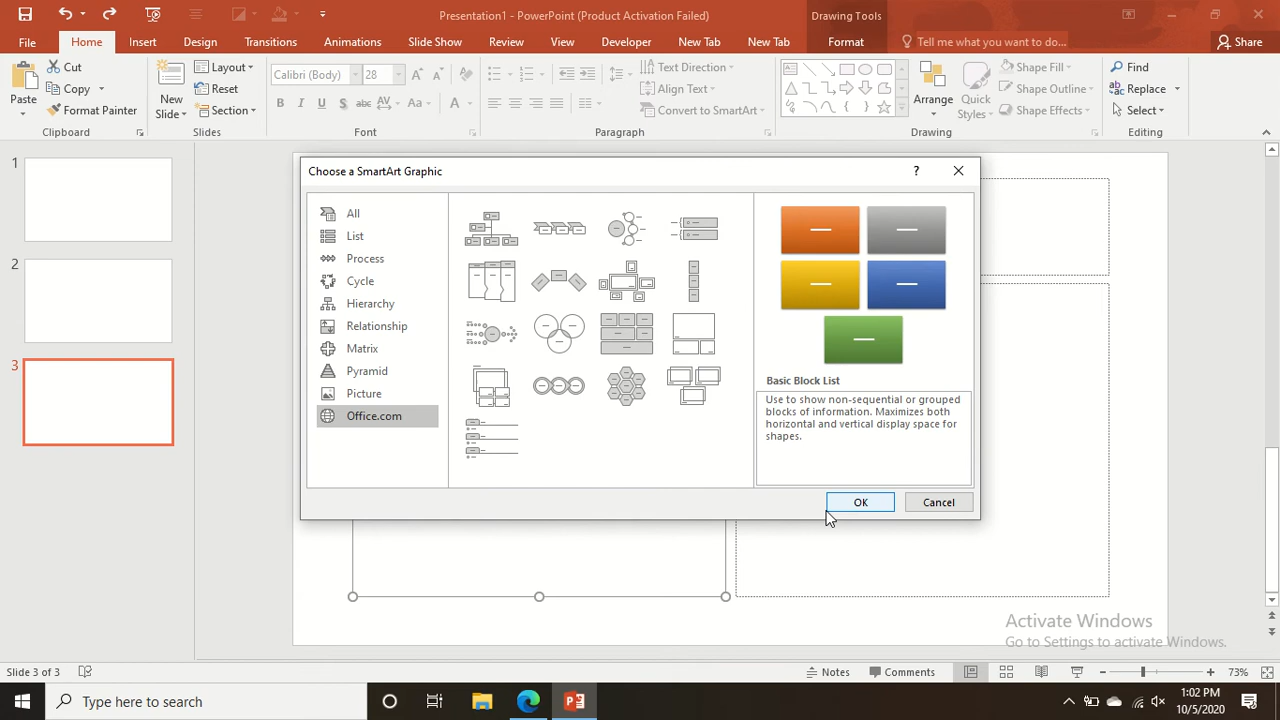 Presentation1 - PowerPoint (Product Activation Failed)
Drawing Tools
File
Home
Insert
Design
Transitions
Animations
Slide Show
Review
View
Developer
New Tab
New Tab
Format
Tell me what you want to do...
Share
Paste
Cut
Copy
Format Painter
Clipboard
New
Slide
Layout
Reset
Section
Slides
Calibri (Body)
28
B I U S abc AV Aa A
Font
Text Direction
Align Text
Convert to SmartArt
Paragraph
Arrange
Quick
Styles
Shape Fill
Shape Outline
Shape Effects
Drawing
Find
Replace
Select
Editing
1
2
3
Choose a SmartArt Graphic
?
All
List
Process
Cycle
Hierarchy
Relationship
Matrix
Pyramid
Picture
Office.com
Basic Block List
Use to show non-sequential or grouped
blocks of information. Maximizes both
horizontal and vertical display space for
shapes.
OK
Cancel
Activate Windows
Go to Settings to activate Windows.
Slide 3 of 3
Notes
Comments
73%
Type here to search
1:02 PM
10/5/2020